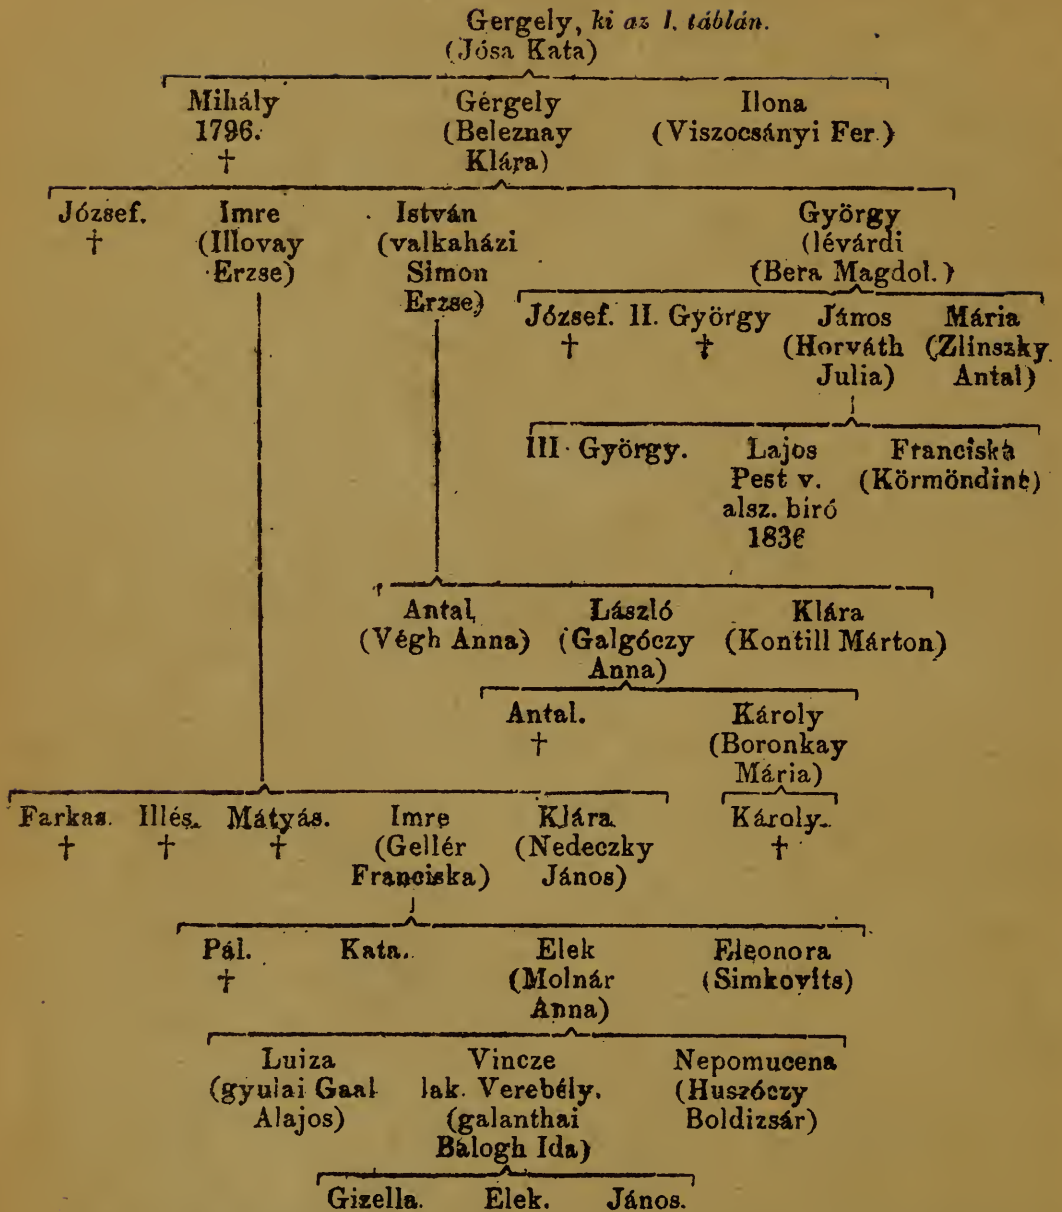 Gergely, ki az I. táblán.
(Jósa Kata)
Mihály Gérgely Ilona
1796. (Beleznay (Viszocsányi Fer.)
† Klára)
József. Imre István György
† (Illovay (valkaházi (lévárdi
Erzse) Simon (Bera Magdol.)
Erzse)
József. II. György János Mária
† † (Horváth (Zlinszky
Julia) Antal)
III. György. Lajos Franciska
Pest v. (Körmöndiné)
alsz. biró
1836
Antal, László Klára
(Végh Anna) (Galgóczy (Kontill Márton)
Anna)
Antal. Károly
† (Boronkay
Mária)
Farkas. Illés. Mátyás. Imre Klára Károly.
† † † (Gellér (Nedeczky †
Franciska) János)
Pál. Kata. Elek Eleonora
† (Molnár (Simkovits)
Anna)
Luiza Vincze Nepomucena
(gyulai Gaal lak. Verebély. (Huszóczy
Alajos) (galanthai Boldizsár)
Balogh Ida)
Gizella. Elek. János.